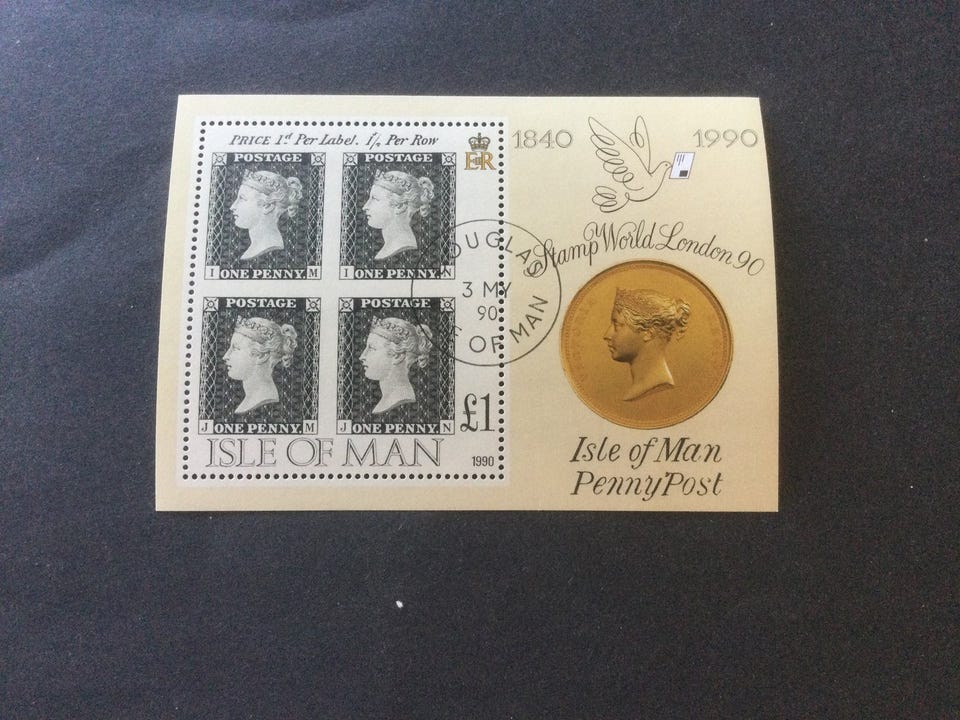 PRICE 1d Per Label. 1/- Per Row
ER
POSTAGE
I ONE PENNY. M
POSTAGE
I ONE PENNY. N
POSTAGE
J ONE PENNY. M
POSTAGE
J ONE PENNY. N
£1
ISLE OF MAN
1990
DOUGLAS
3 MY
90
OF MAN
1840
1990
Stamp World London 90
Isle of Man
Penny Post